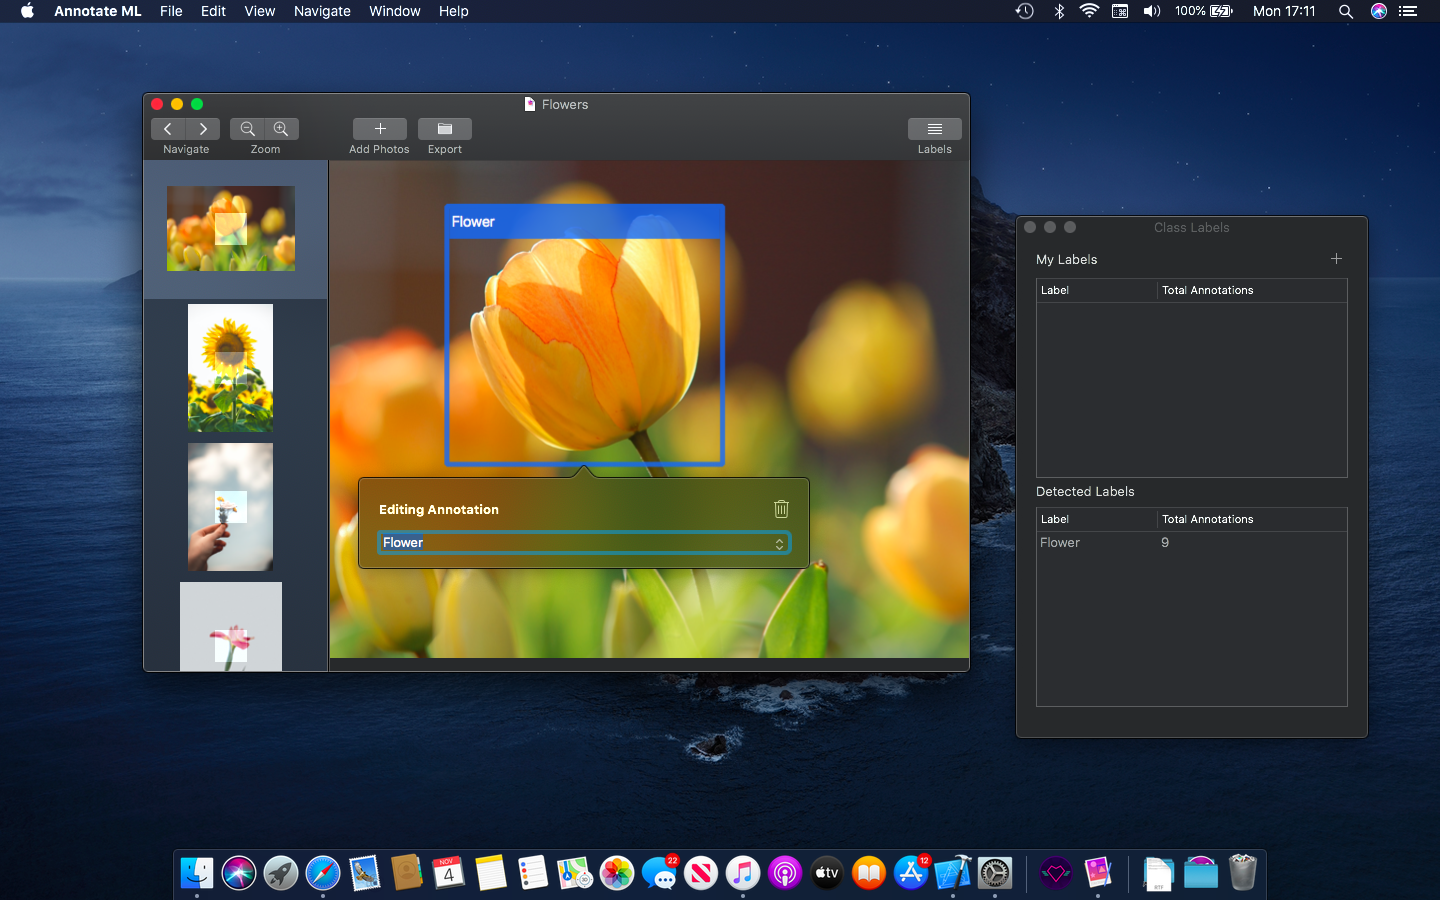 Annotate ML File Edit View Navigate Window Help
100% Mon 17:11
Flowers
Navigate Zoom Add Photos Export Labels
Flower
Editing Annotation
Flower
Class Labels
My Labels
Label Total Annotations
Detected Labels
Label Total Annotations
Flower 9
NOV
4
22
tv
12
RTF